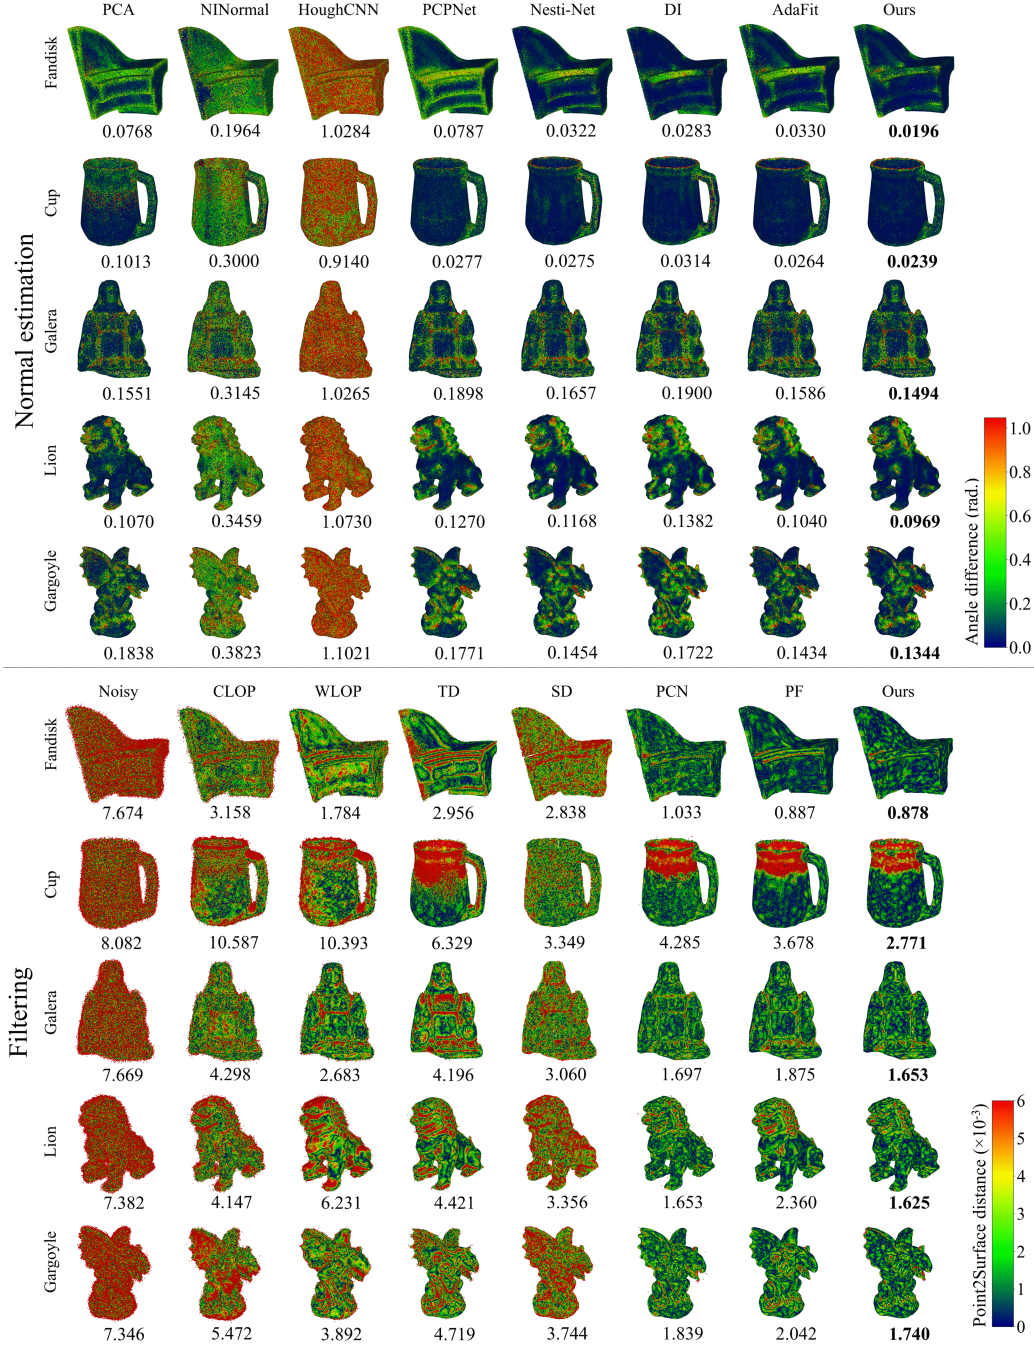 PCA NINormal HoughCNN PCPNet Nesti-Net DI AdaFit Ours
Normal estimation
Fandisk
0.0768 0.1964 1.0284 0.0787 0.0322 0.0283 0.0330 0.0196
Cup
0.1013 0.3000 0.9140 0.0277 0.0275 0.0314 0.0264 0.0239
Galera
0.1551 0.3145 1.0265 0.1898 0.1657 0.1900 0.1586 0.1494
Lion
0.1070 0.3459 1.0730 0.1270 0.1168 0.1382 0.1040 0.0969
Gargoyle
0.1838 0.3823 1.1021 0.1771 0.1454 0.1722 0.1434 0.1344
Angle difference (rad.)
1.0
0.8
0.6
0.4
0.2
0.0
Noisy CLOP WLOP TD SD PCN PF Ours
Filtering
Fandisk
7.674 3.158 1.784 2.956 2.838 1.033 0.887 0.878
Cup
8.082 10.587 10.393 6.329 3.349 4.285 3.678 2.771
Galera
7.669 4.298 2.683 4.196 3.060 1.697 1.875 1.653
Lion
7.382 4.147 6.231 4.421 3.356 1.653 2.360 1.625
Gargoyle
7.346 5.472 3.892 4.719 3.744 1.839 2.042 1.740
Point2Surface distance (×10⁻³)
6
5
4
3
2
1
0